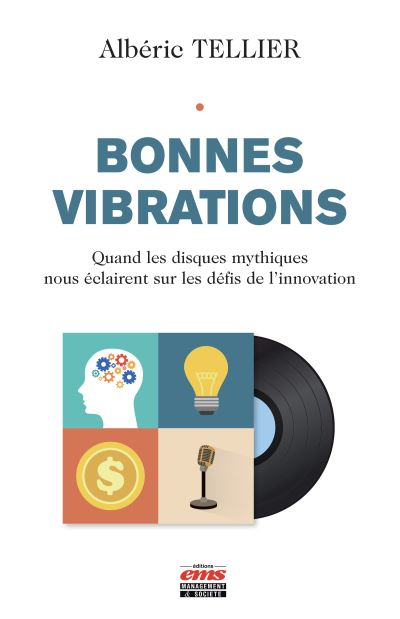 Albéric TELLIER
BONNES
VIBRATIONS
Quand les disques mythiques
nous éclairent sur les défis de l'innovation
$
éditions
ems
MANAGEMENT
& SOCIÉTÉ